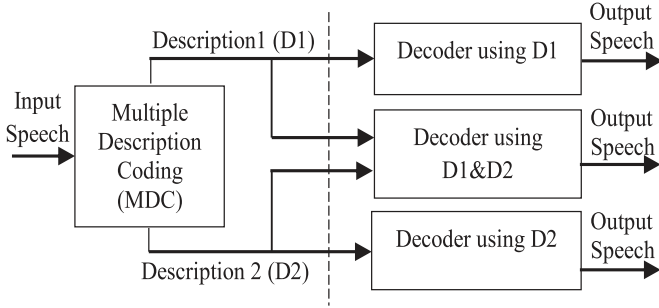 Input
Speech
Multiple
Description
Coding
(MDC)
Description1 (D1)
Description 2 (D2)
Decoder using D1
Output
Speech
Decoder using
D1&D2
Output
Speech
Decoder using D2
Output
Speech